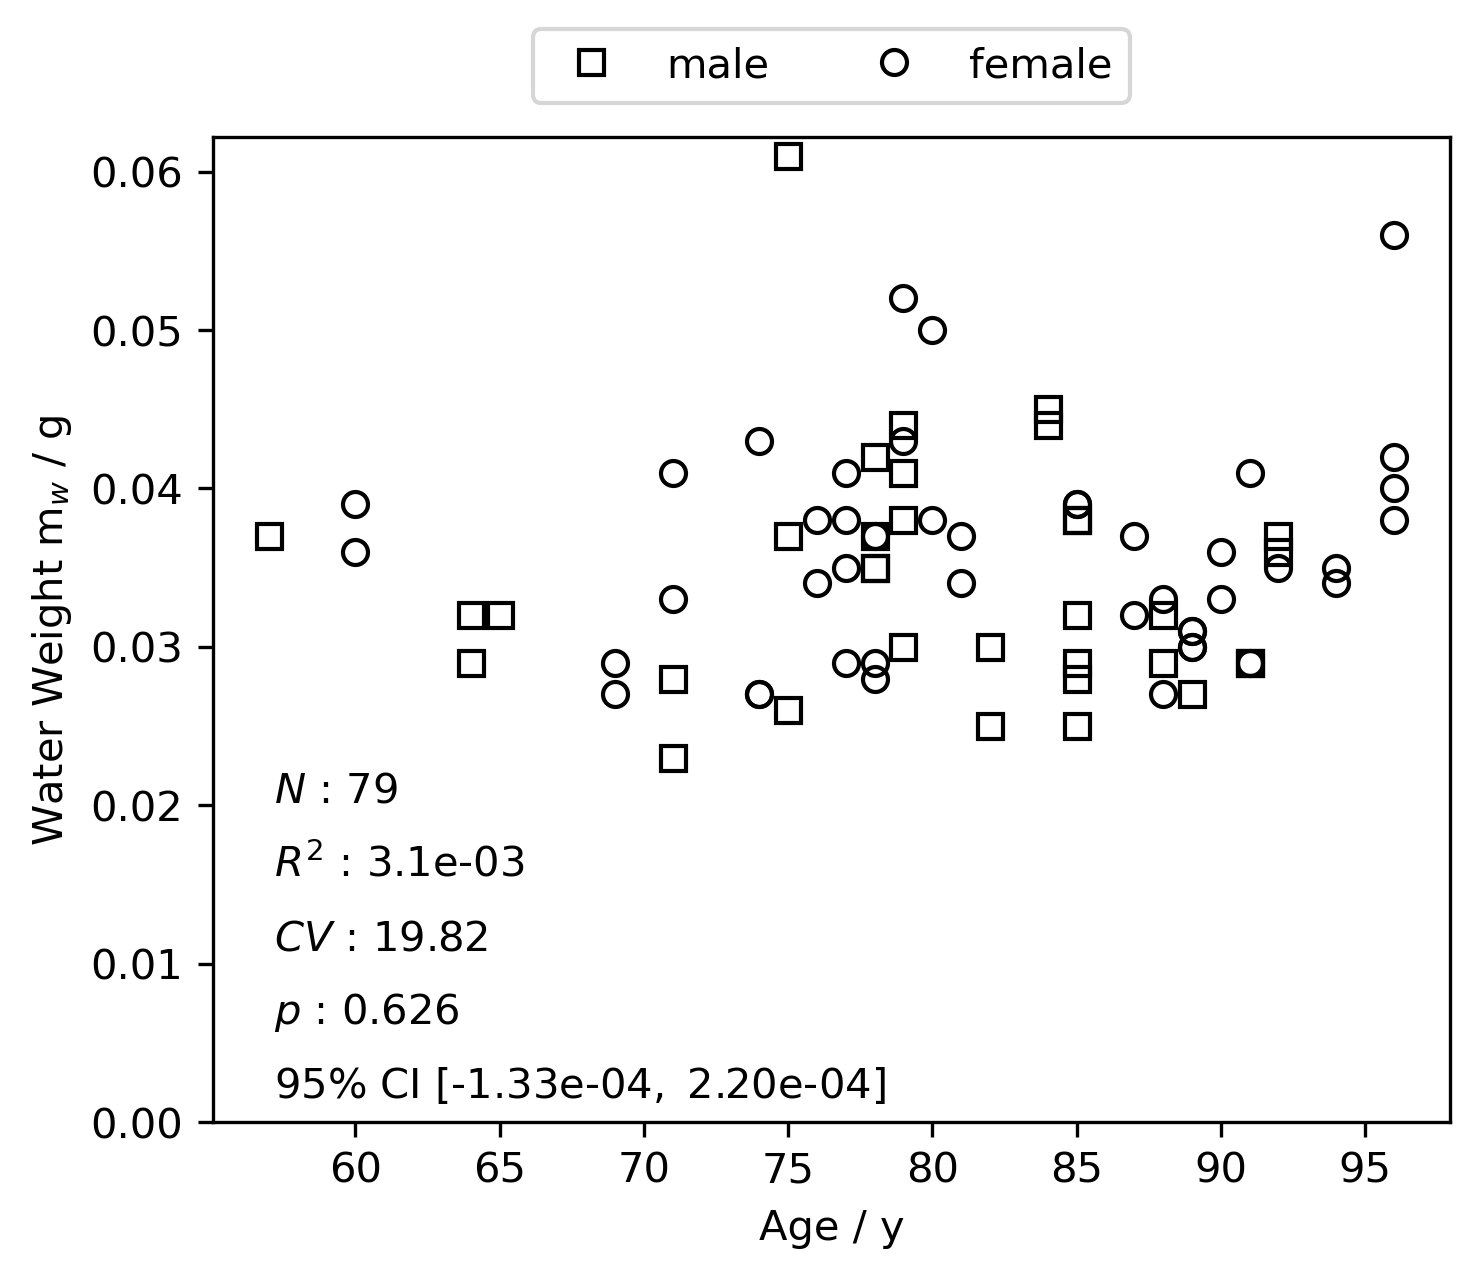 male female
Water Weight m_w / g
0.06
0.05
0.04
0.03
0.02
0.01
0.00
N : 79
R² : 3.1e-03
CV : 19.82
p : 0.626
95% CI [-1.33e-04, 2.20e-04]
60 65 70 75 80 85 90 95
Age / y